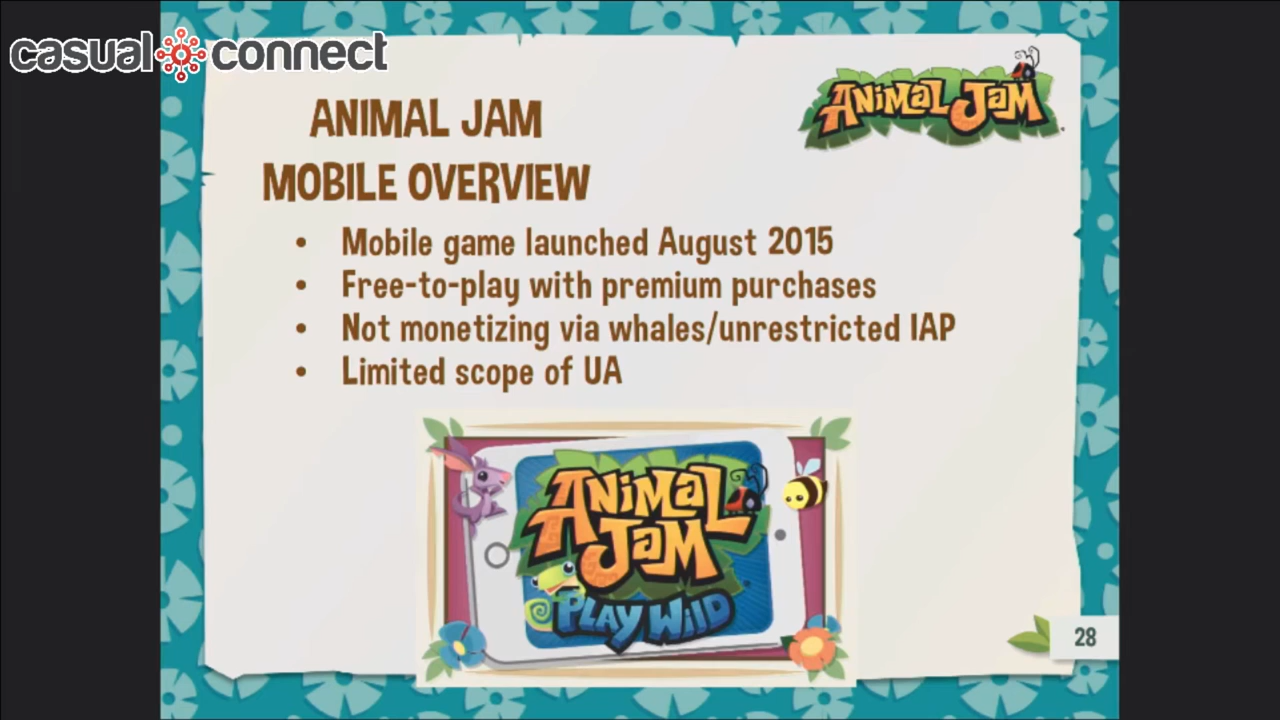 casual connect
ANIMAL JAM
ANIMAL JAM
MOBILE OVERVIEW
• Mobile game launched August 2015
• Free-to-play with premium purchases
• Not monetizing via whales/unrestricted IAP
• Limited scope of UA
ANIMAL
JAM
PLAY WILD
28